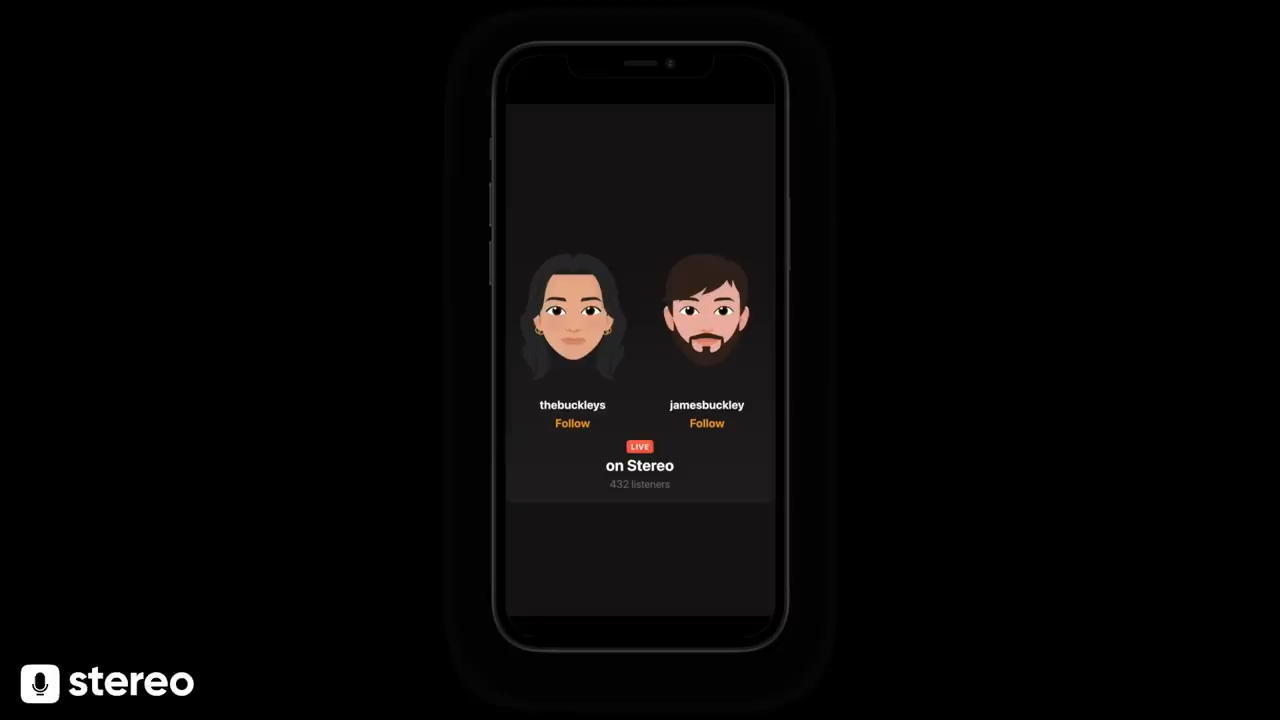 thebuckleys
Follow
jamesbuckley
Follow
LIVE
on Stereo
432 listeners
stereo